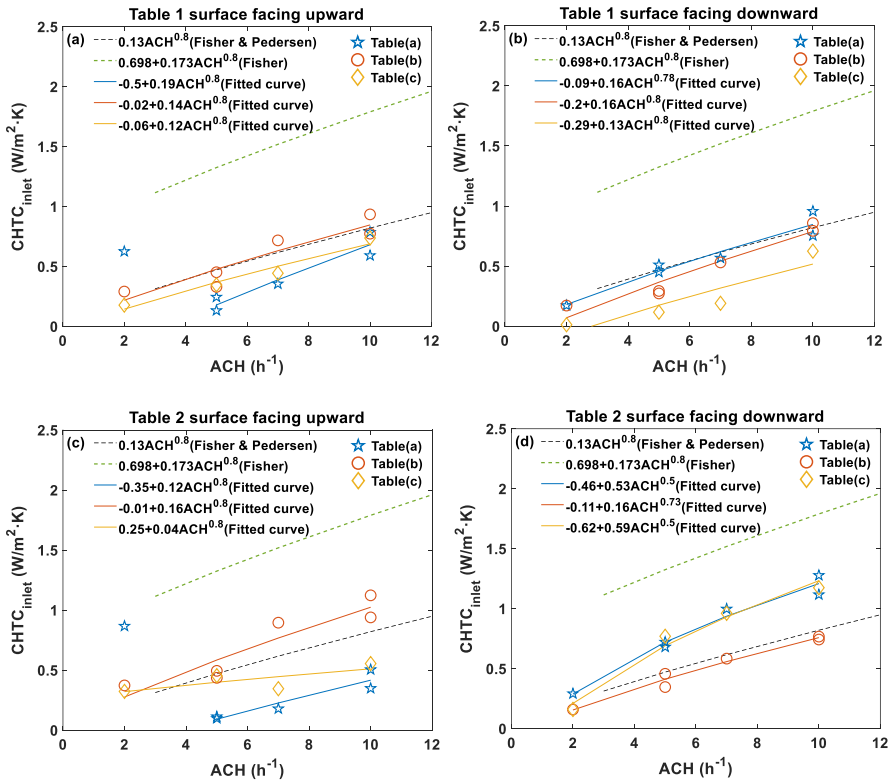 Table 1 surface facing upward
(a)
0.13ACH^0.8(Fisher & Pedersen)
0.698+0.173ACH^0.8(Fisher)
-0.5+0.19ACH^0.8(Fitted curve)
-0.02+0.14ACH^0.8(Fitted curve)
-0.06+0.12ACH^0.8(Fitted curve)
Table(a)
Table(b)
Table(c)
2.5
2
1.5
1
0.5
0
CHTC_inlet (W/m^2·K)
0 2 4 6 8 10 12
ACH (h^-1)
Table 1 surface facing downward
(b)
0.13ACH^0.8(Fisher & Pedersen)
0.698+0.173ACH^0.8(Fisher)
-0.09+0.16ACH^0.78(Fitted curve)
-0.2+0.16ACH^0.8(Fitted curve)
-0.29+0.13ACH^0.8(Fitted curve)
Table(a)
Table(b)
Table(c)
2.5
2
1.5
1
0.5
0
CHTC_inlet (W/m^2·K)
0 2 4 6 8 10 12
ACH (h^-1)
Table 2 surface facing upward
(c)
0.13ACH^0.8(Fisher & Pedersen)
0.698+0.173ACH^0.8(Fisher)
-0.35+0.12ACH^0.8(Fitted curve)
-0.01+0.16ACH^0.8(Fitted curve)
0.25+0.04ACH^0.8(Fitted curve)
Table(a)
Table(b)
Table(c)
2.5
2
1.5
1
0.5
0
CHTC_inlet (W/m^2·K)
0 2 4 6 8 10 12
ACH (h^-1)
Table 2 surface facing downward
(d)
0.13ACH^0.8(Fisher & Pedersen)
0.698+0.173ACH^0.8(Fisher)
-0.46+0.53ACH^0.5(Fitted curve)
-0.11+0.16ACH^0.73(Fitted curve)
-0.62+0.59ACH^0.5(Fitted curve)
Table(a)
Table(b)
Table(c)
2.5
2
1.5
1
0.5
0
CHTC_inlet (W/m^2·K)
0 2 4 6 8 10 12
ACH (h^-1)